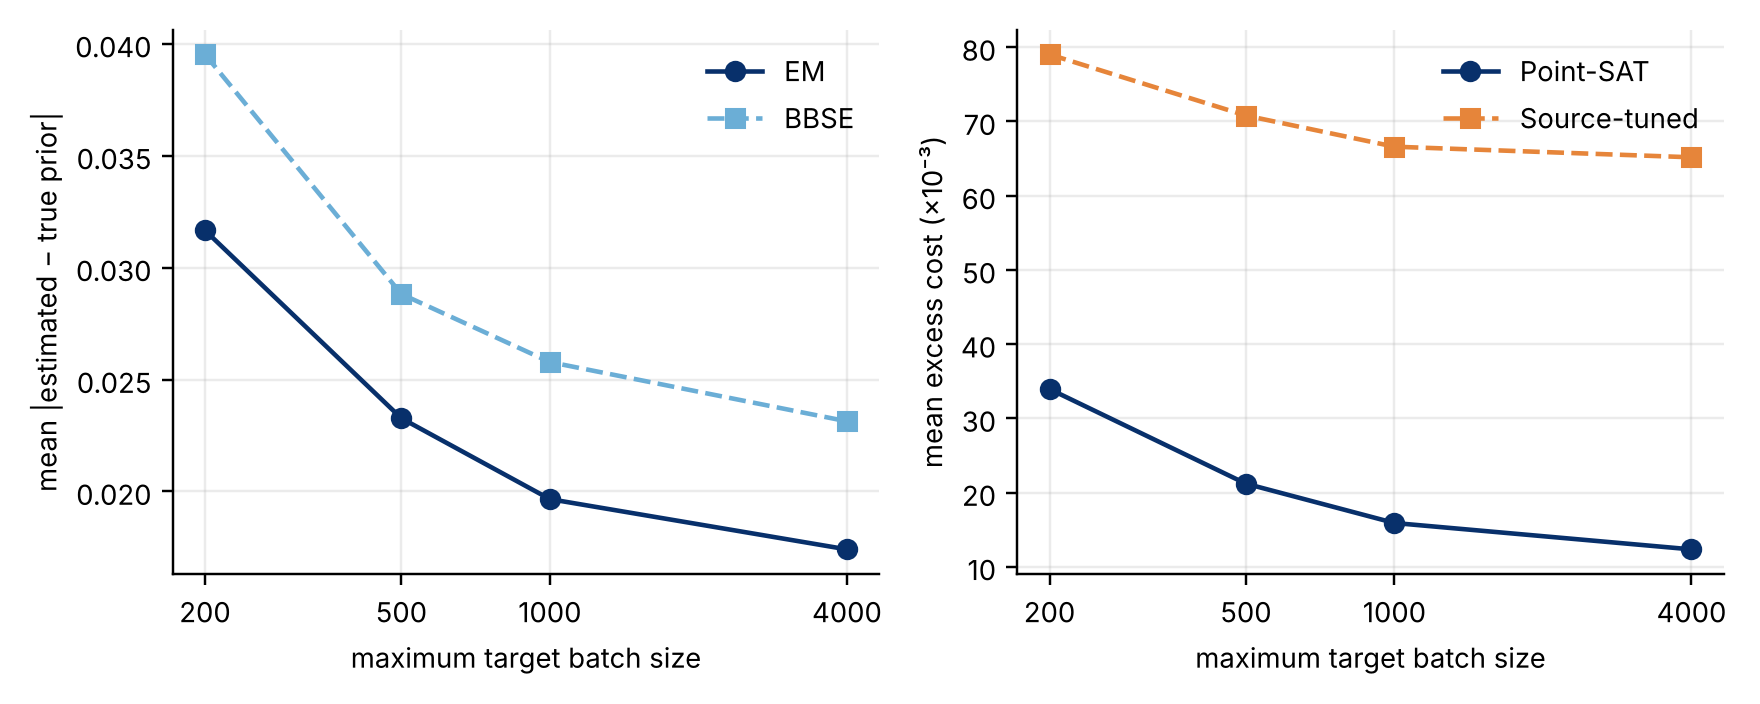 mean |estimated − true prior|
0.040
0.035
0.030
0.025
0.020
EM
BBSE
200
500
1000
4000
maximum target batch size
mean excess cost (×10⁻³)
80
70
60
50
40
30
20
10
Point-SAT
Source-tuned
200
500
1000
4000
maximum target batch size